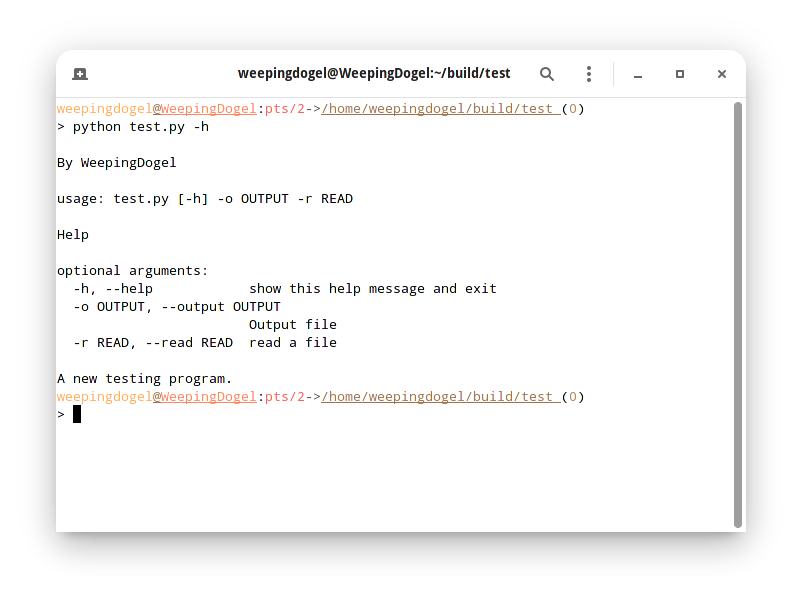 weepingdogel@WeepingDogel:~/build/test
weepingdogel@WeepingDogel:pts/2->/home/weepingdogel/build/test (0)
> python test.py -h
By WeepingDogel
usage: test.py [-h] -o OUTPUT -r READ
Help
optional arguments:
-h, --help            show this help message and exit
-o OUTPUT, --output OUTPUT
Output file
-r READ, --read READ  read a file
A new testing program.
weepingdogel@WeepingDogel:pts/2->/home/weepingdogel/build/test (0)
>